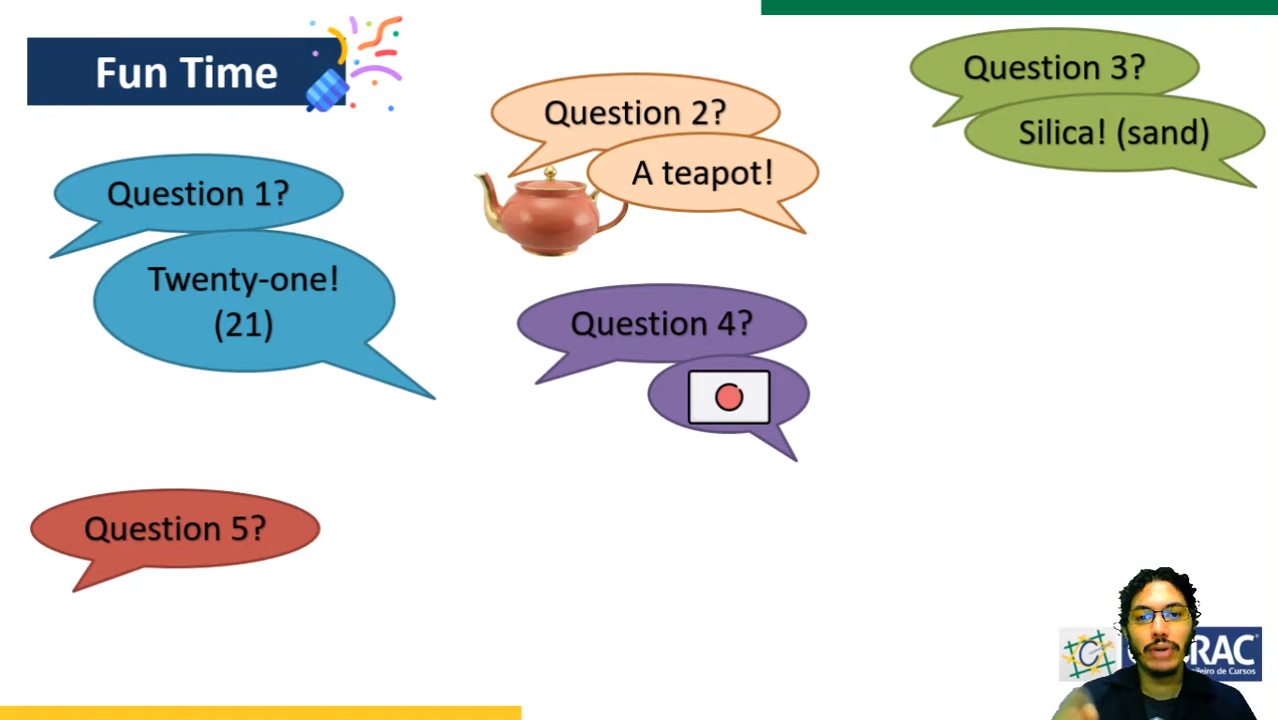 Fun Time
Question 1?
Twenty-one!
(21)
Question 2?
A teapot!
Question 3?
Silica! (sand)
Question 4?
Question 5?
C
RAC
de Cursos